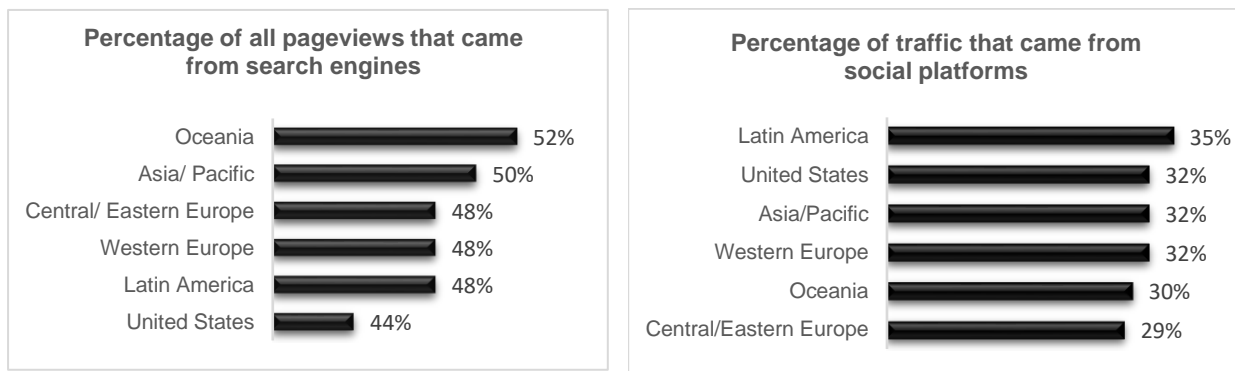 Percentage of all pageviews that came
from search engines
Oceania 52%
Asia/ Pacific 50%
Central/ Eastern Europe 48%
Western Europe 48%
Latin America 48%
United States 44%
Percentage of traffic that came from
social platforms
Latin America 35%
United States 32%
Asia/Pacific 32%
Western Europe 32%
Oceania 30%
Central/Eastern Europe 29%